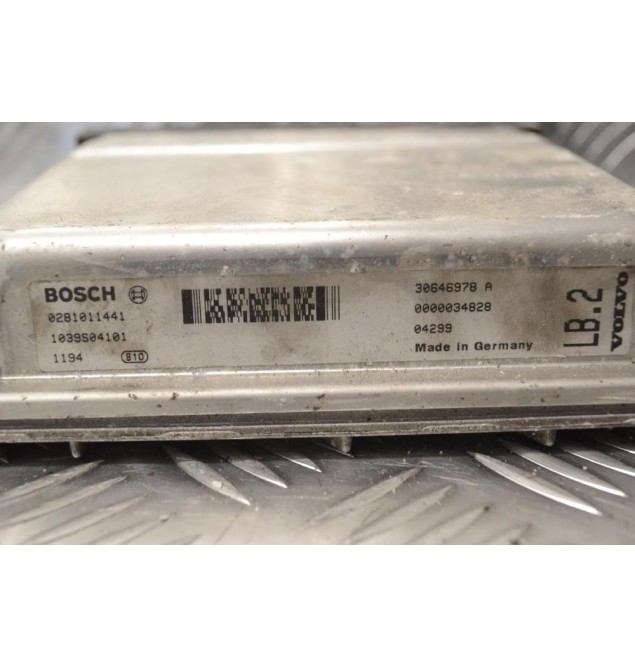 BOSCH
0281011441
1039S04101
1194 810
30646978 A
0000034828
04299
Made in Germany
LB.2
VOLVO